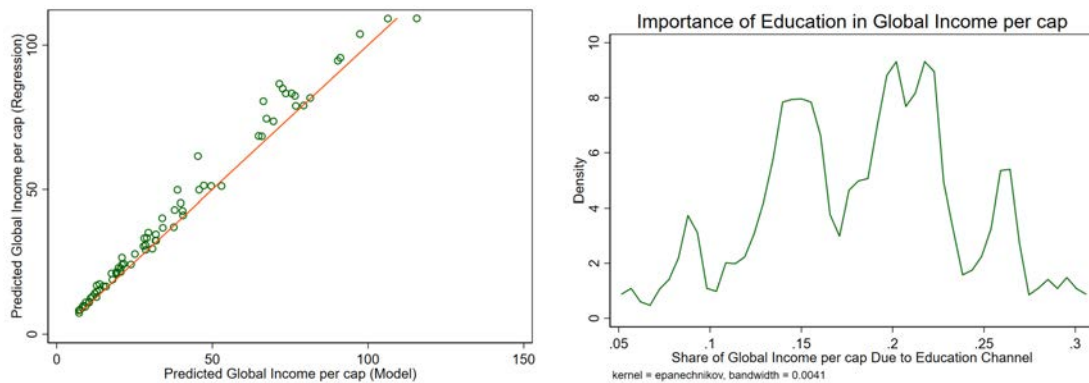 Predicted Global Income per cap (Regression)
100
50
0
0 50 100 150
Predicted Global Income per cap (Model)
Importance of Education in Global Income per cap
Density
10
8
6
4
2
0
.05 .1 .15 .2 .25 .3
Share of Global Income per cap Due to Education Channel
kernel = epanechnikov, bandwidth = 0.0041